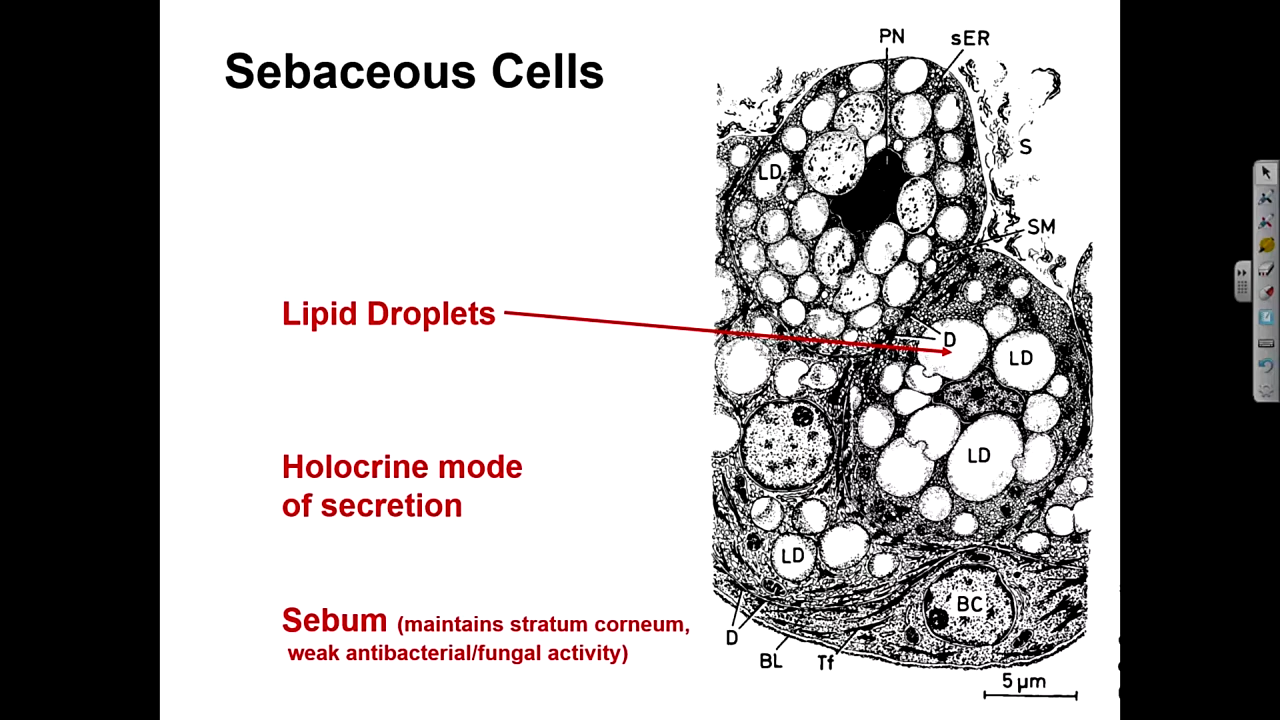 Sebaceous Cells
PN
sER
S
LD
SM
Lipid Droplets
D
LD
LD
Holocrine mode
of secretion
LD
BC
Sebum (maintains stratum corneum,
weak antibacterial/fungal activity)
D
BL
Tf
5 µm